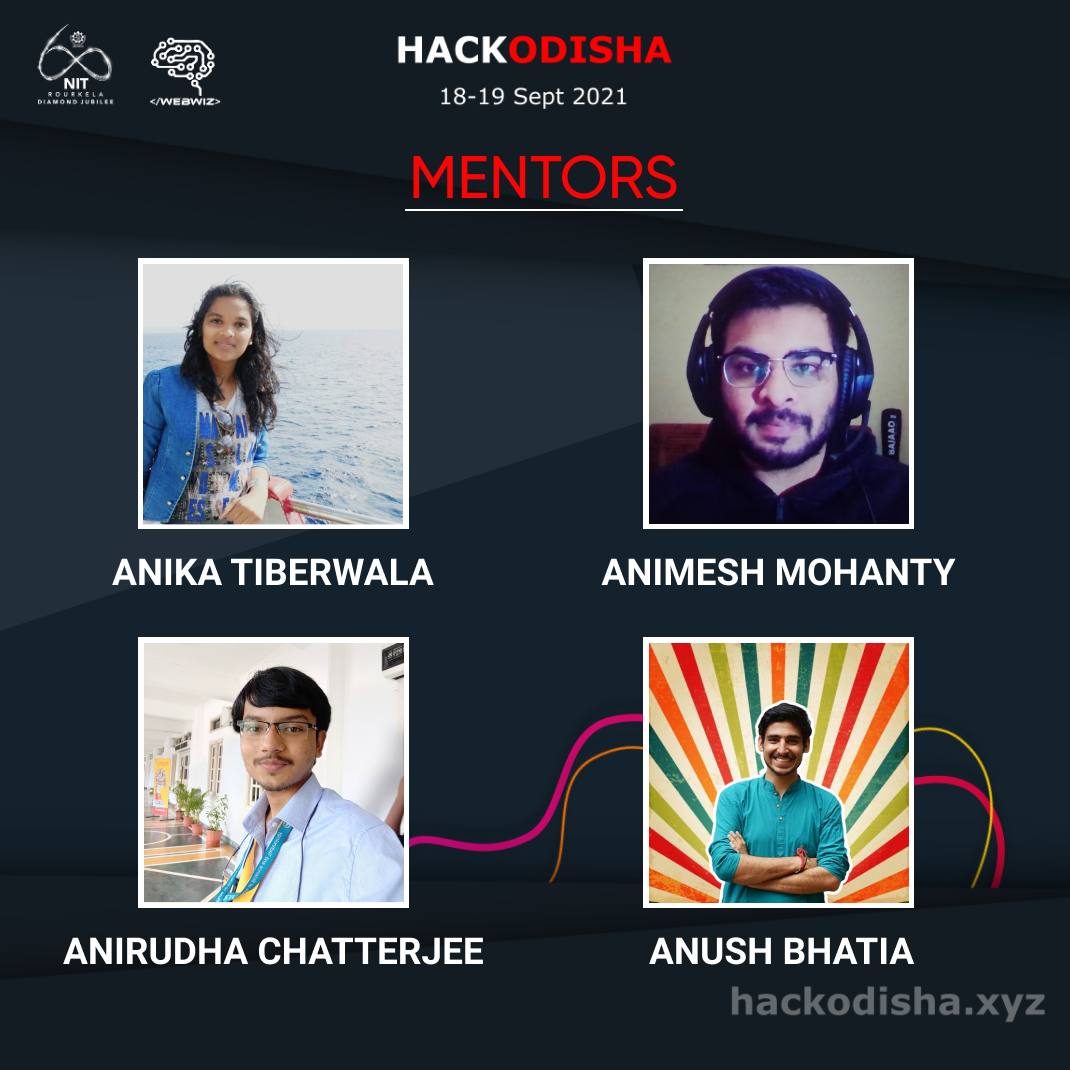 NIT
ROURKELA
DIAMOND JUBILEE
</WEBWIZ>
HACKODISHA
18-19 Sept 2021
MENTORS
BAJAAO
ANIKA TIBERWALA
ANIMESH MOHANTY
ANIRUDHA CHATTERJEE
ANUSH BHATIA
hackodisha.xyz